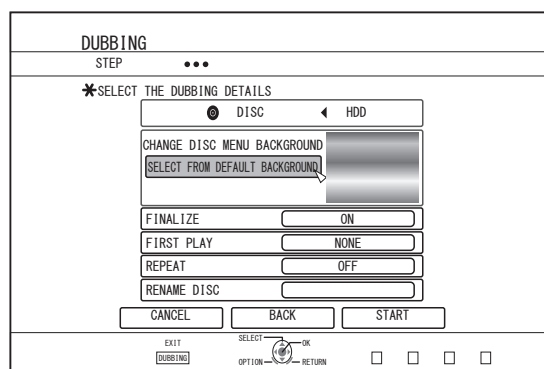 DUBBING
STEP
SELECT THE DUBBING DETAILS
DISC HDD
CHANGE DISC MENU BACKGROUND
SELECT FROM DEFAULT BACKGROUND
FINALIZE ON
FIRST PLAY NONE
REPEAT OFF
RENAME DISC
CANCEL BACK START
EXIT SELECT OK
DUBBING OPTION RETURN